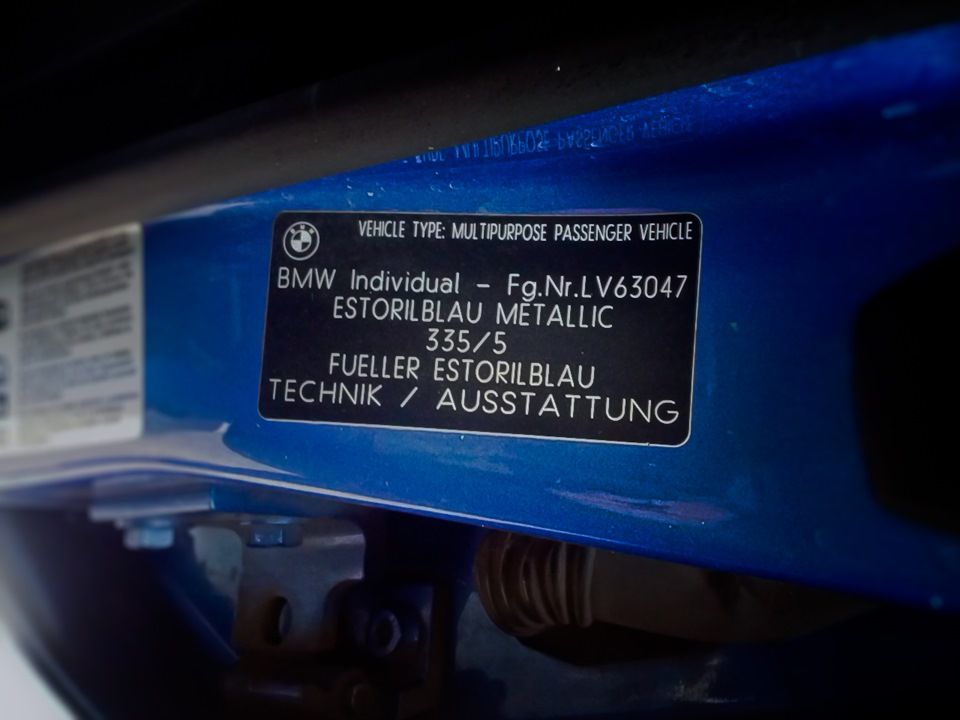 VEHICLE TYPE: MULTIPURPOSE PASSENGER VEHICLE
BMW Individual - Fg.Nr.LV63047
ESTORILBLAU METALLIC
335/5
FUELLER ESTORILBLAU
TECHNIK / AUSSTATTUNG